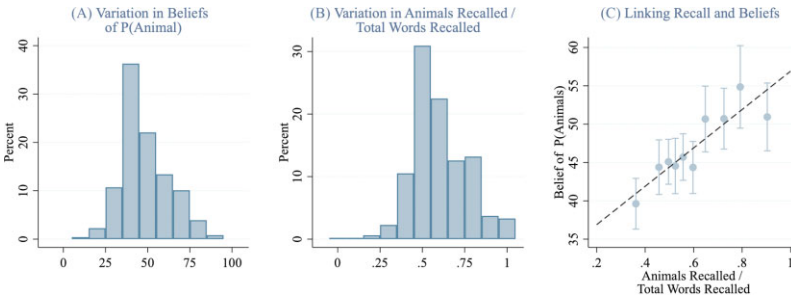 (A) Variation in Beliefs
of P(Animal)
Percent
40
30
20
10
0
0 25 50 75 100
(B) Variation in Animals Recalled /
Total Words Recalled
Percent
30
20
10
0
0 .25 .5 .75 1
(C) Linking Recall and Beliefs
Belief of P(Animals)
60
55
50
45
40
35
.2 .4 .6 .8 1
Animals Recalled /
Total Words Recalled